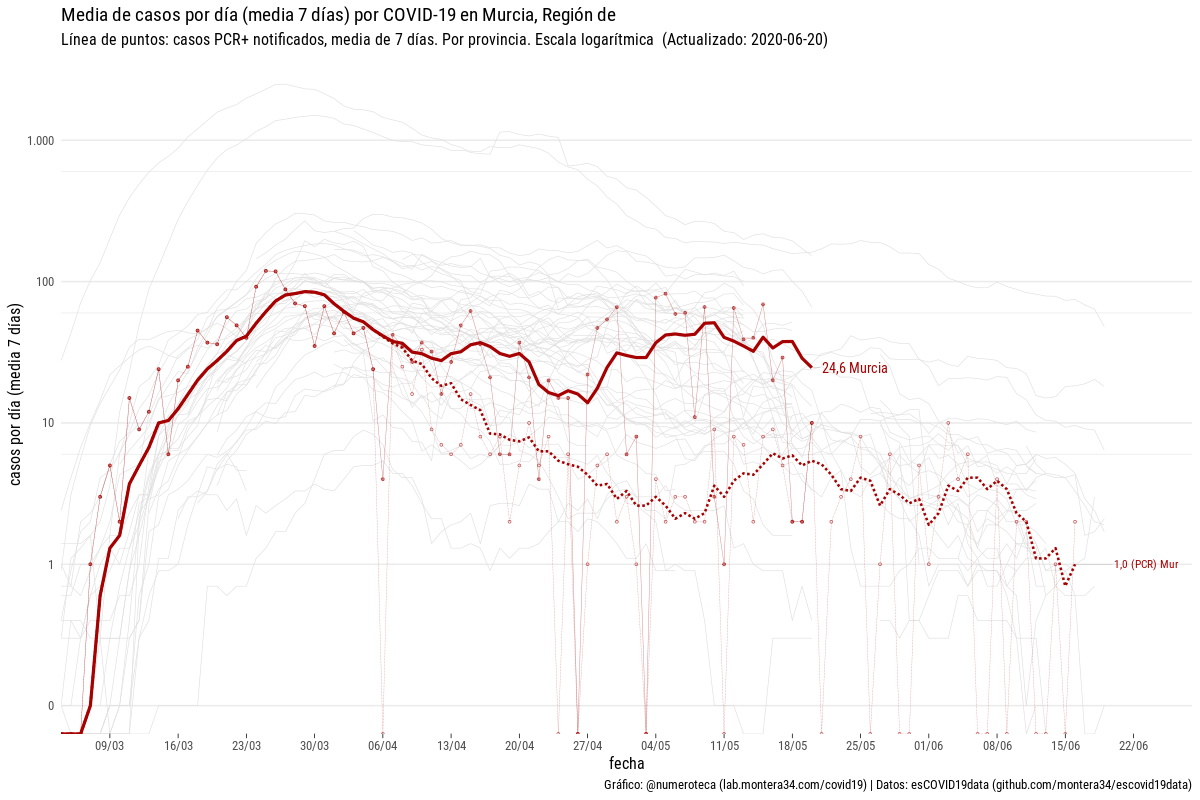 Media de casos por día (media 7 días) por COVID-19 en Murcia, Región de
Línea de puntos: casos PCR+ notificados, media de 7 días. Por provincia. Escala logarítmica (Actualizado: 2020-06-20)
casos por día (media 7 días)
1.000
100
10
1
0
24,6 Murcia
1,0 (PCR) Mur
09/03 16/03 23/03 30/03 06/04 13/04 20/04 27/04 04/05 11/05 18/05 25/05 01/06 08/06 15/06 22/06
fecha
Gráfico: @numeroteca (lab.montera34.com/covid19) | Datos: esCOVID19data (github.com/montera34/escovid19data)